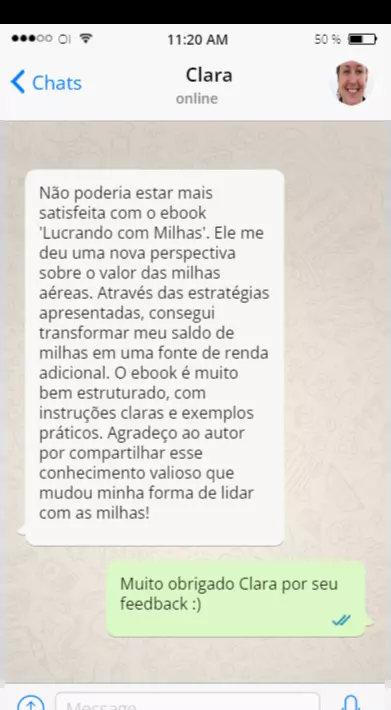 OI 11:20 AM 50 %
Chats Clara
online
Não poderia estar mais
satisfeita com o ebook
'Lucrando com Milhas'. Ele me
deu uma nova perspectiva
sobre o valor das milhas
aéreas. Através das estratégias
apresentadas, consegui
transformar meu saldo de
milhas em uma fonte de renda
adicional. O ebook é muito
bem estruturado, com
instruções claras e exemplos
práticos. Agradeço ao autor
por compartilhar esse
conhecimento valioso que
mudou minha forma de lidar
com as milhas!
Muito obrigado Clara por seu
feedback :)
Message